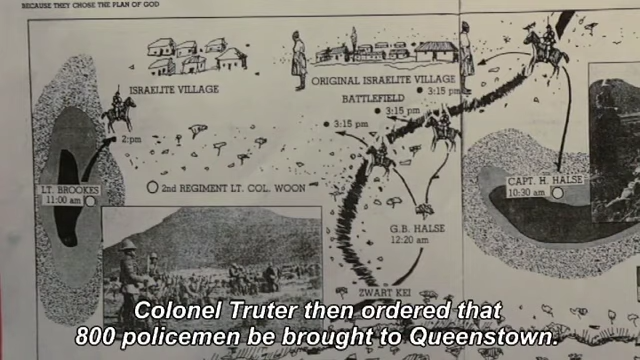 BECAUSE THEY CHOSE THE PLAN OF GOD
ISRAELITE VILLAGE
ORIGINAL ISRAELITE VILLAGE
BATTLEFIELD
3:15 pm
3:15 pm
3:15 pm
2:pm
LT. BROOKES
11:00 am
2nd REGIMENT LT. COL. WOON
CAPT. H. HALSE
10:30 am
G.B. HALSE
12:20 am
ZWART KEI
Colonel Truter then ordered that
800 policemen be brought to Queenstown.